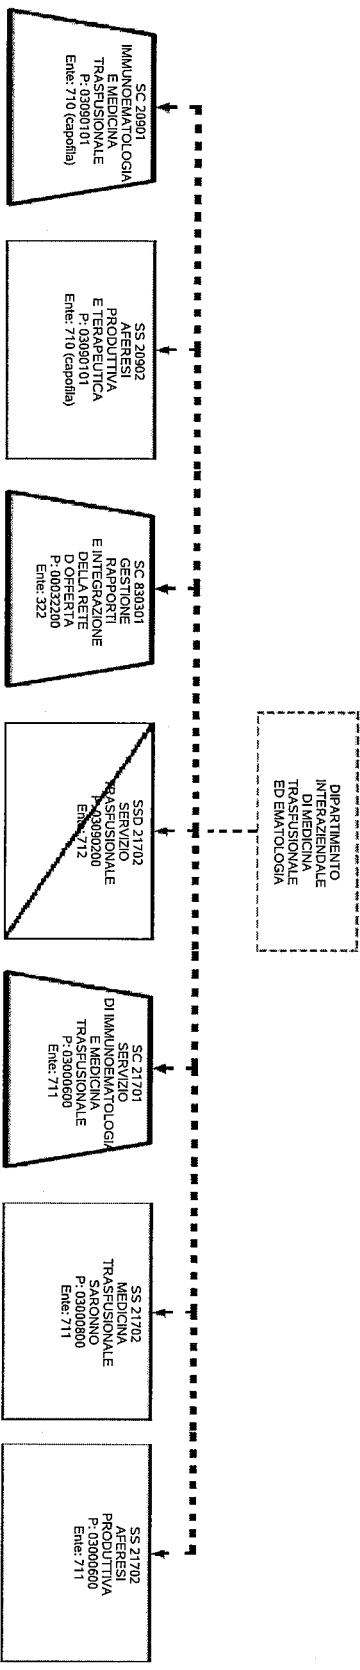 DIPARTIMENTO
INTERAZIENDALE
DI MEDICINA
TRASFUSIONALE
ED EMATOLOGIA
SC 20901
IMMUNOEMATOLOGIA
E MEDICINA
TRASFUSIONALE
P: 03090101
Ente: 710 (capofila)
SS 20902
AFERESI
PRODUTTIVA
E TERAPEUTICA
P: 03090101
Ente: 710 (capofila)
SC 830301
GESTIONE
RAPPORTI
E INTEGRAZIONE
DELLA RETE
D OFFERTA
P: 00032200
Ente: 322
SSD 21702
SERVIZIO
TRASFUSIONALE
P: 03090200
Ente: 712
SC 21701
SERVIZIO
DI IMMUNOEMATOLOGIA
E MEDICINA
TRASFUSIONALE
P: 03000600
Ente: 711
SS 21702
MEDICINA
TRASFUSIONALE
SARONNO
P: 03000800
Ente: 711
SS 21702
AFERESI
PRODUTTIVA
P: 03000600
Ente: 711